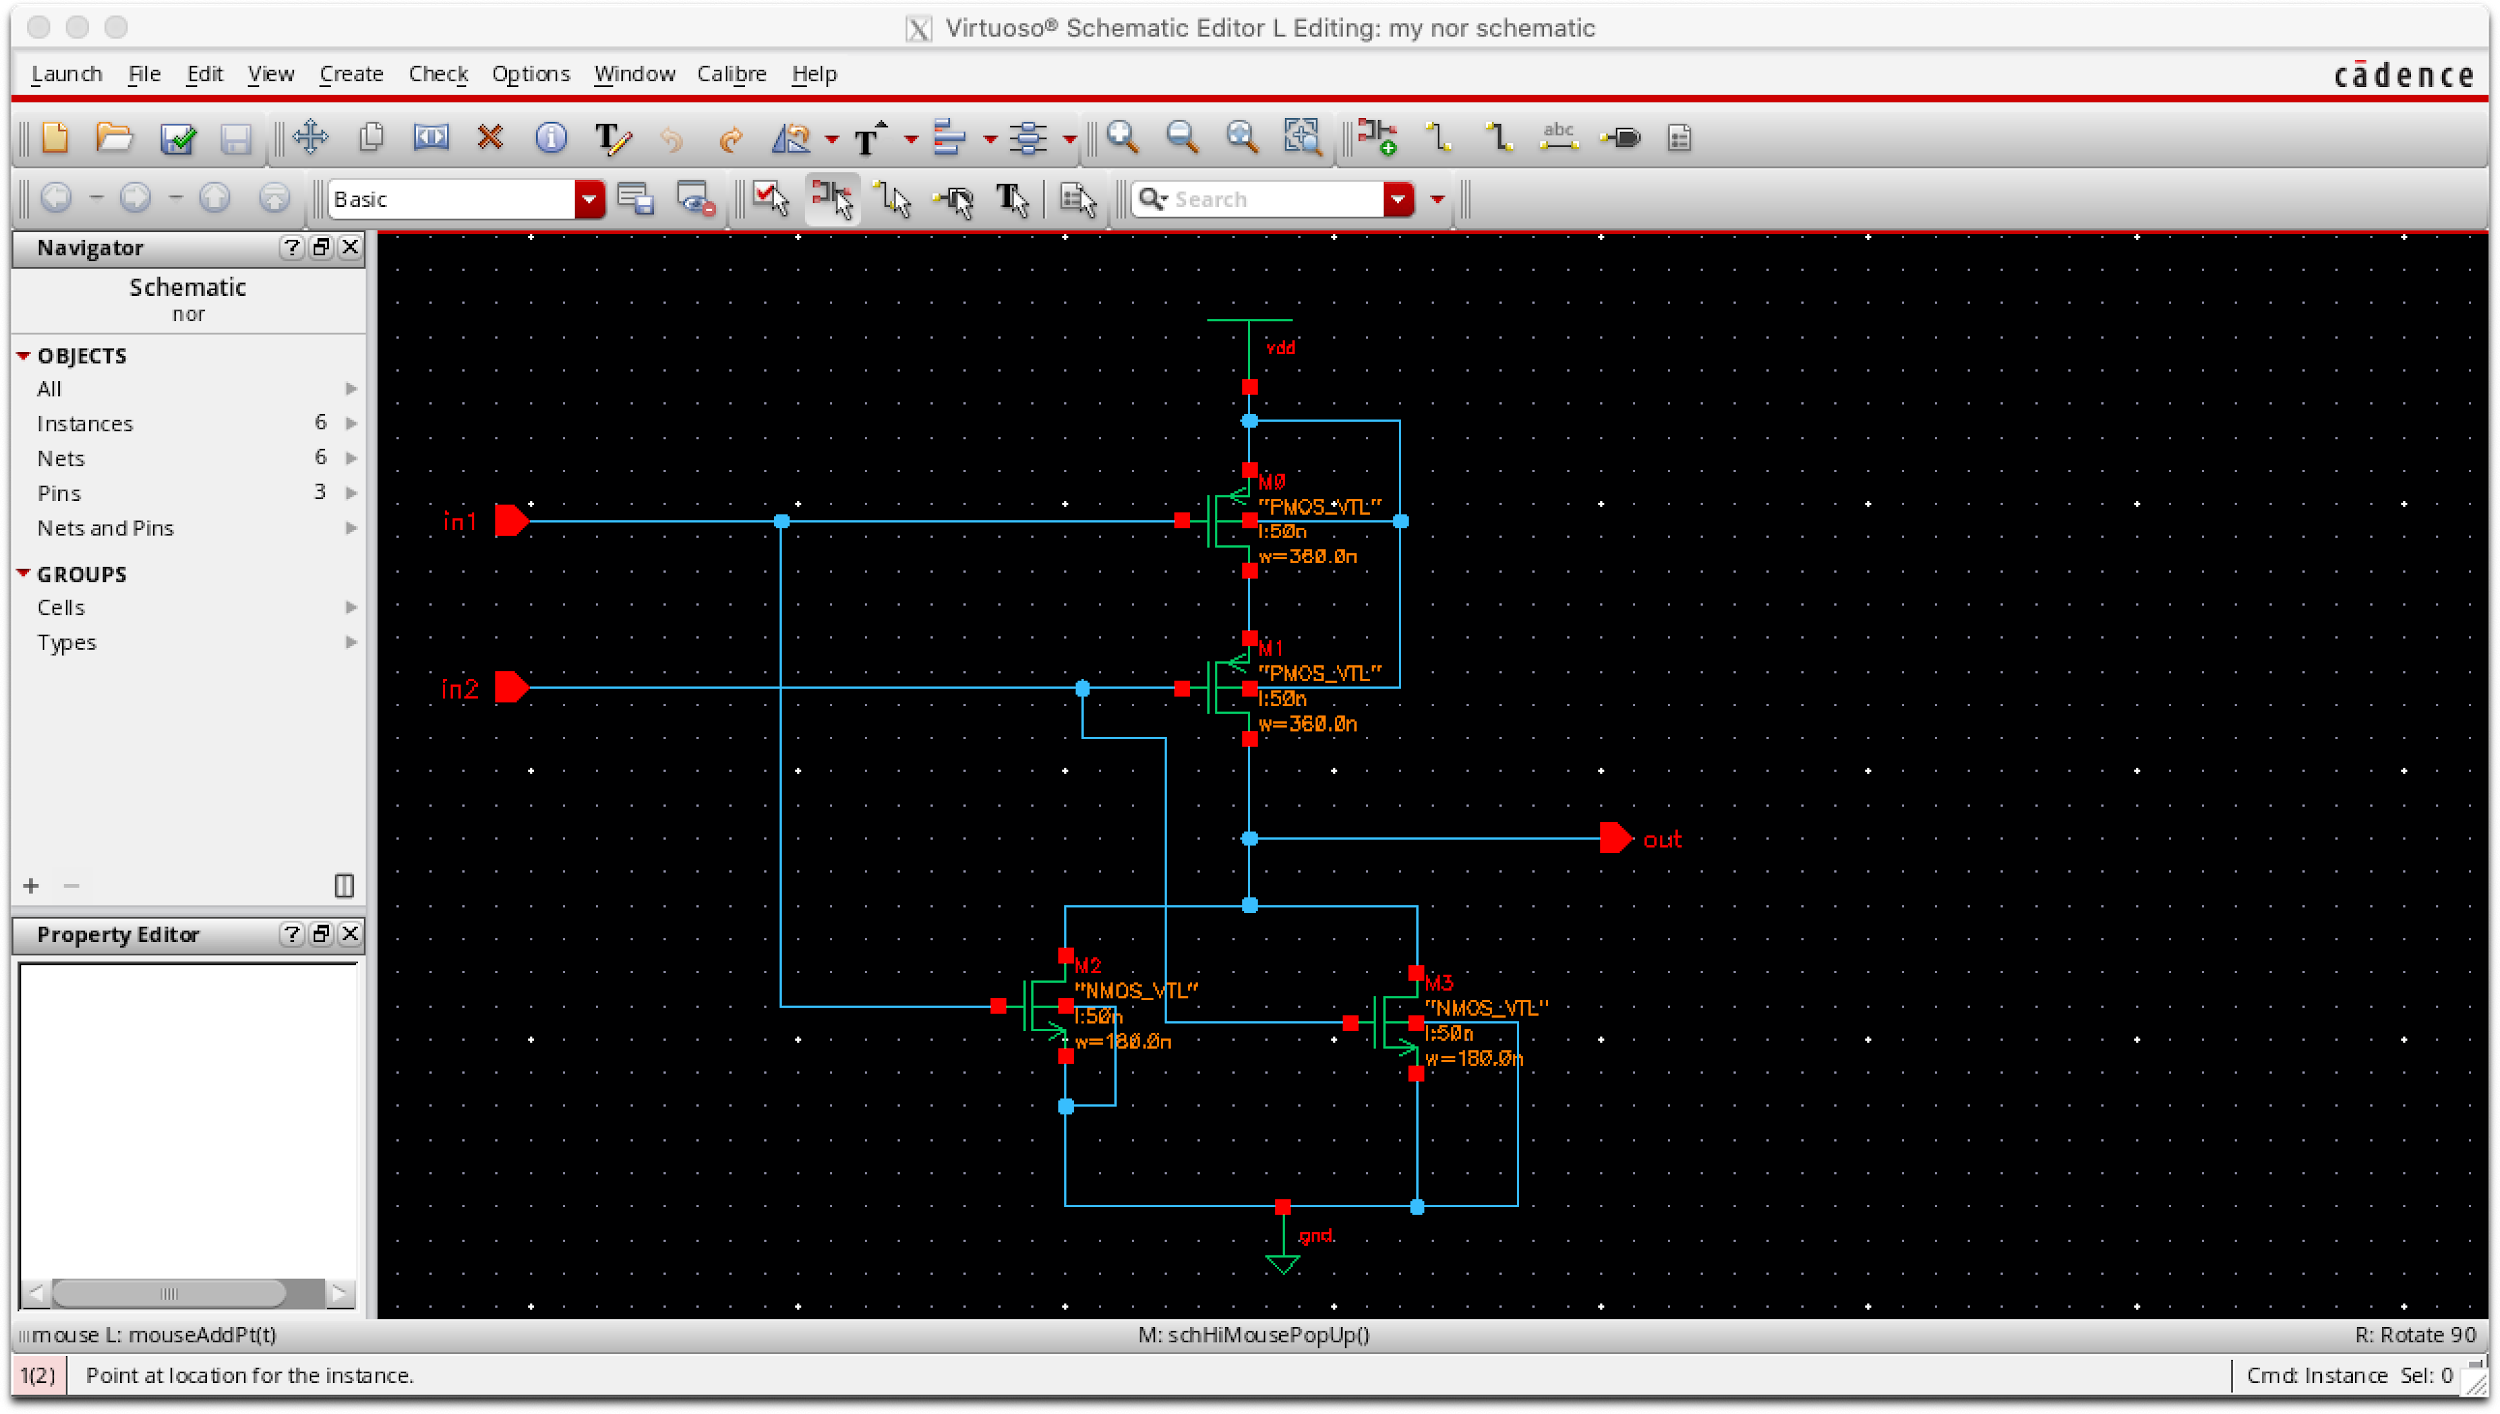 Virtuoso® Schematic Editor L Editing: my nor schematic
Launch File Edit View Create Check Options Window Calibre Help
cādence
abc
Basic
Search
Navigator
Schematic
nor
OBJECTS
All
Instances 6
Nets 6
Pins 3
Nets and Pins
GROUPS
Cells
Types
Property Editor
vdd
M0
"PMOS_VTL"
l:50n
w=360.0n
in1
M1
"PMOS_VTL"
l:50n
w=360.0n
in2
out
M2
"NMOS_VTL"
l:50n
w=180.0n
M3
"NMOS_VTL"
l:50n
w=180.0n
gnd
mouse L: mouseAddPt(t) M: schHiMousePopUp() R: Rotate 90
1(2) Point at location for the instance. Cmd: Instance Sel: 0